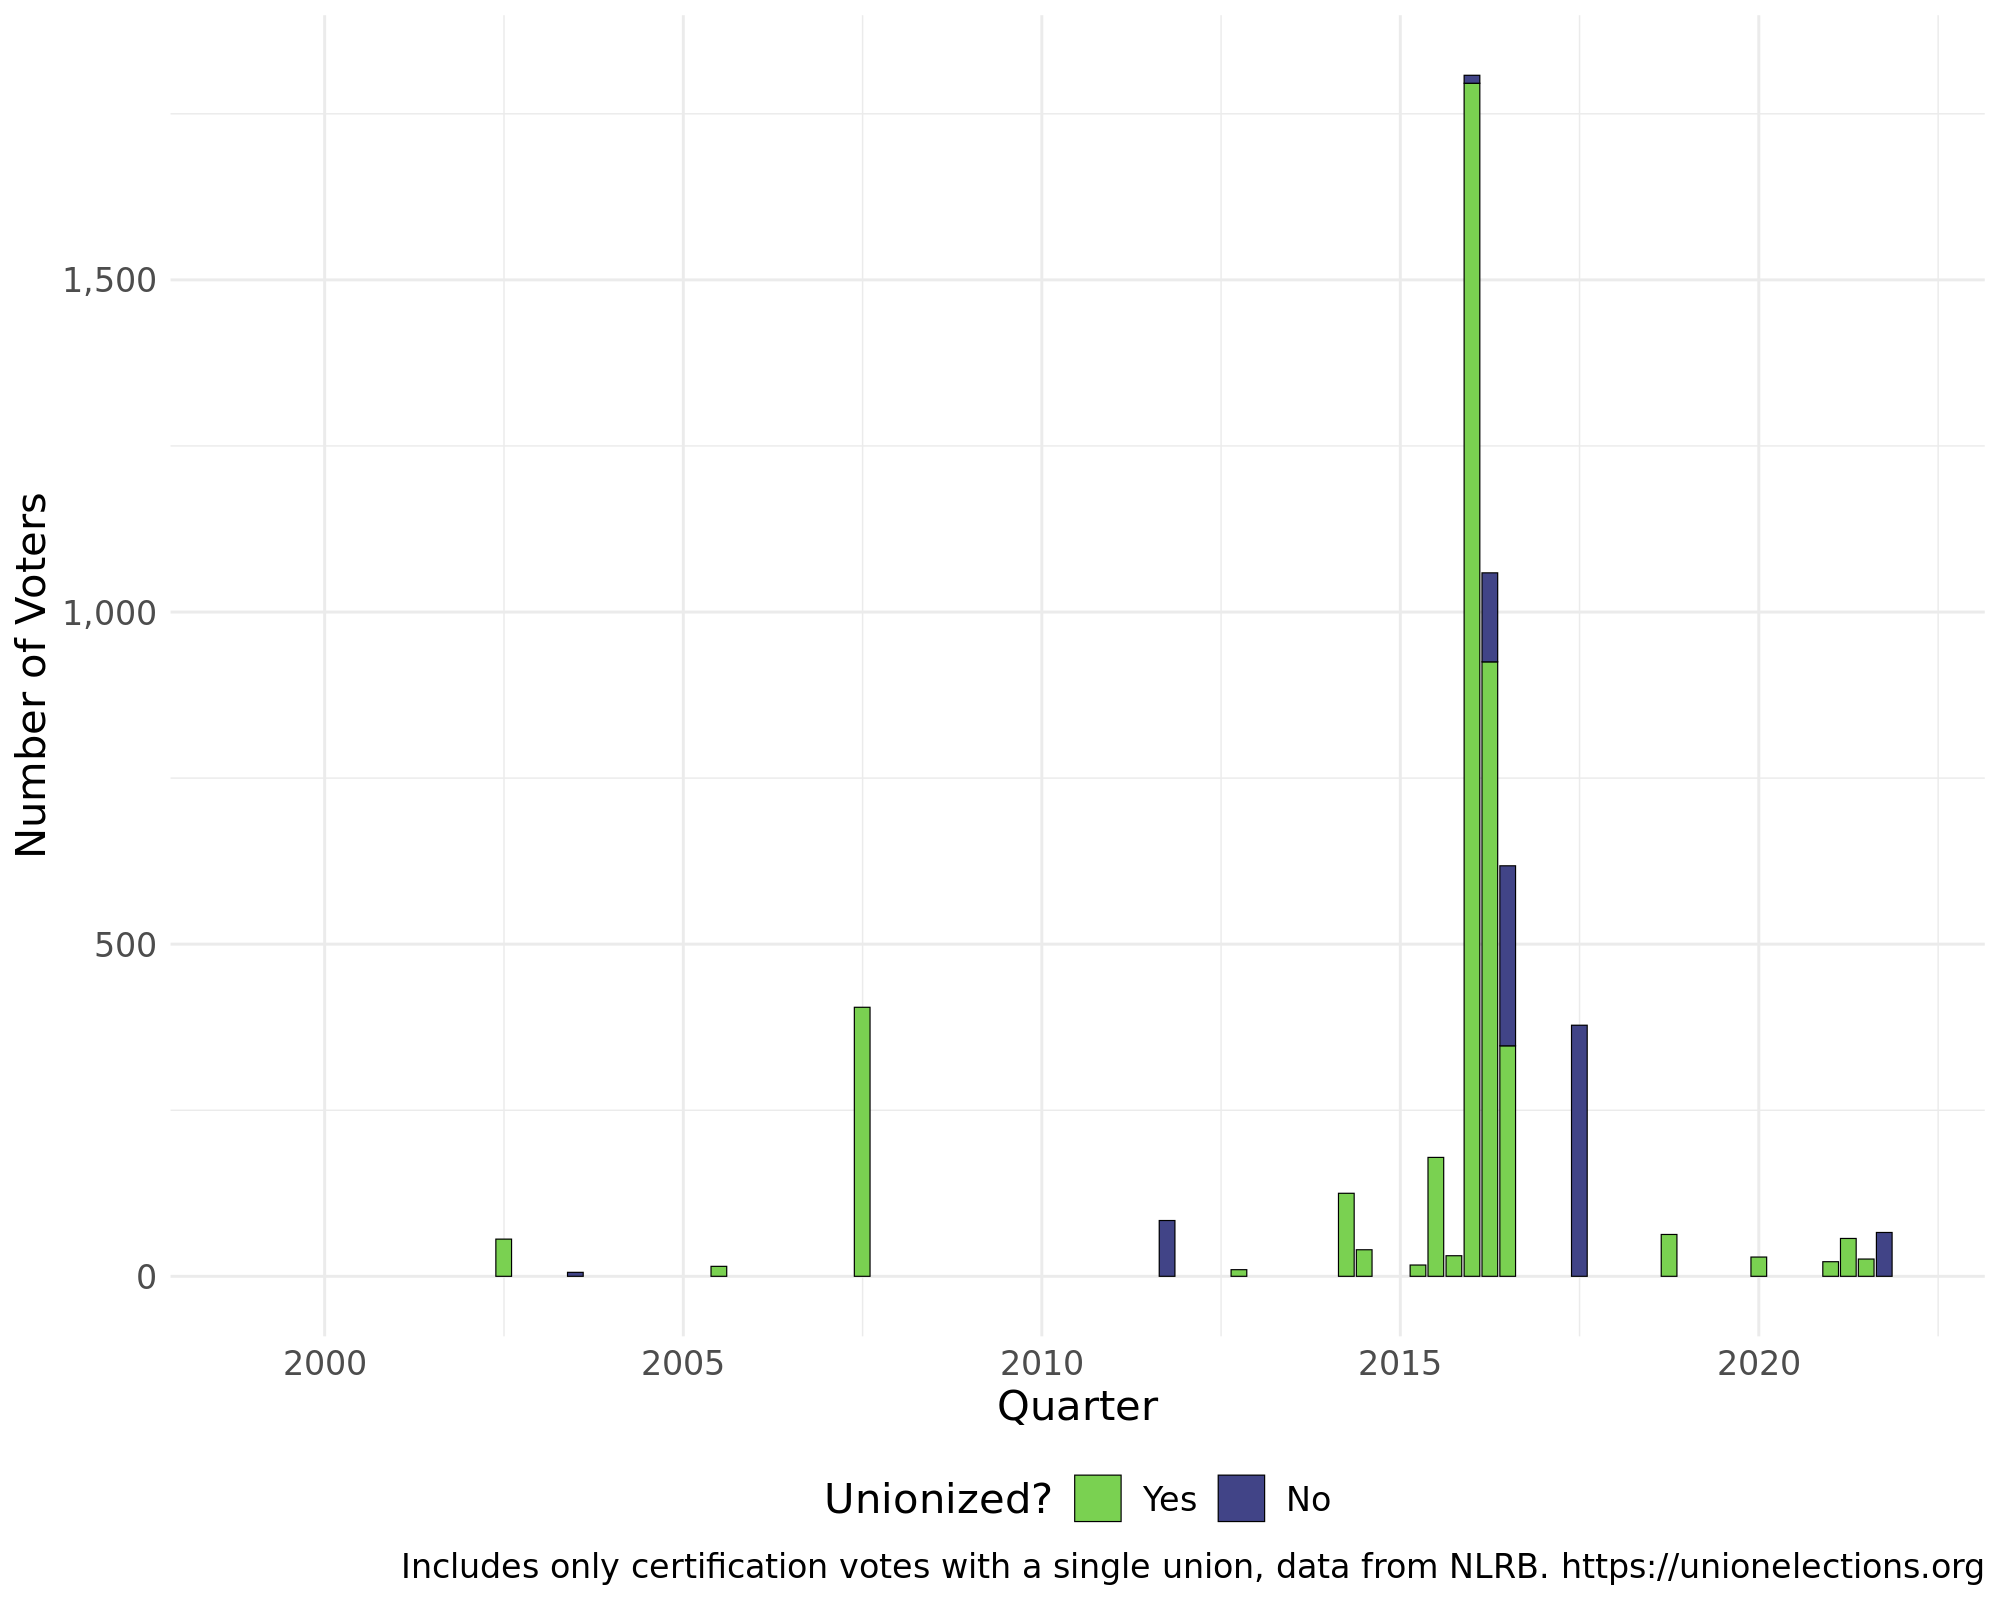 Number of Voters
1,500
1,000
500
0
2000 2005 2010 2015 2020
Quarter
Unionized? Yes No
Includes only certification votes with a single union, data from NLRB. https://unionelections.org